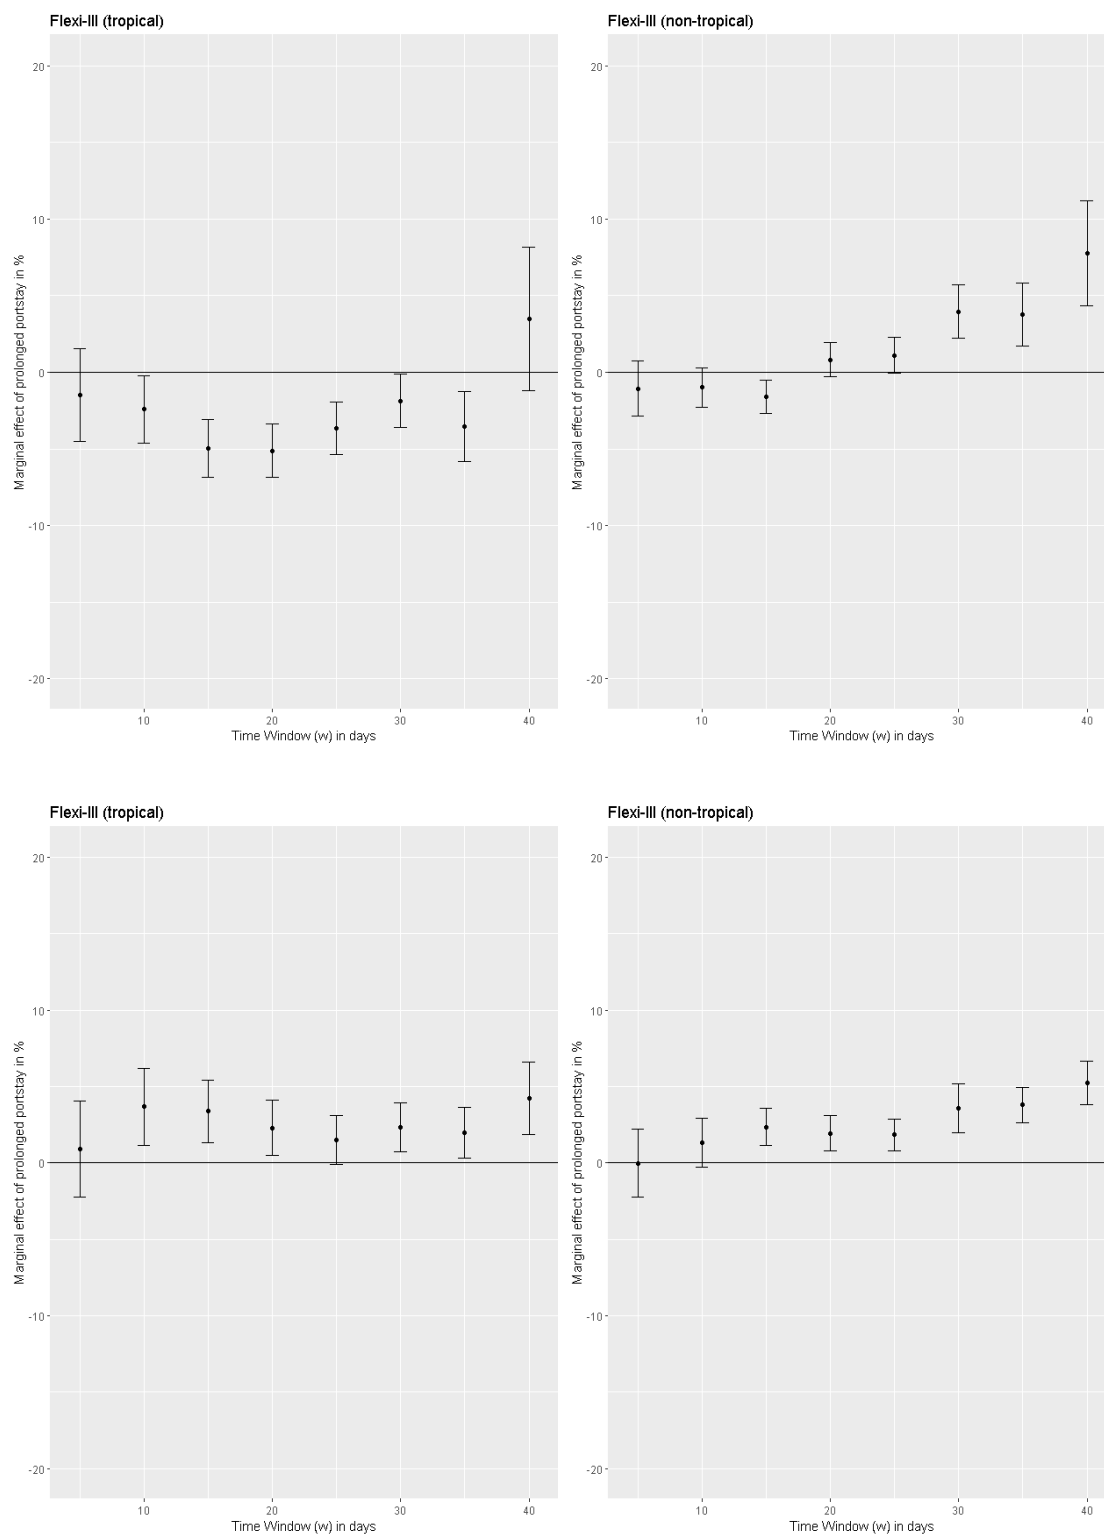 Flexi-III (tropical)
Marginal effect of prolonged portstay in %
20
10
0
-10
-20
10 20 30 40
Time Window (w) in days
Flexi-III (non-tropical)
Marginal effect of prolonged portstay in %
20
10
0
-10
-20
10 20 30 40
Time Window (w) in days
Flexi-III (tropical)
Marginal effect of prolonged portstay in %
20
10
0
-10
-20
10 20 30 40
Time Window (w) in days
Flexi-III (non-tropical)
Marginal effect of prolonged portstay in %
20
10
0
-10
-20
10 20 30 40
Time Window (w) in days